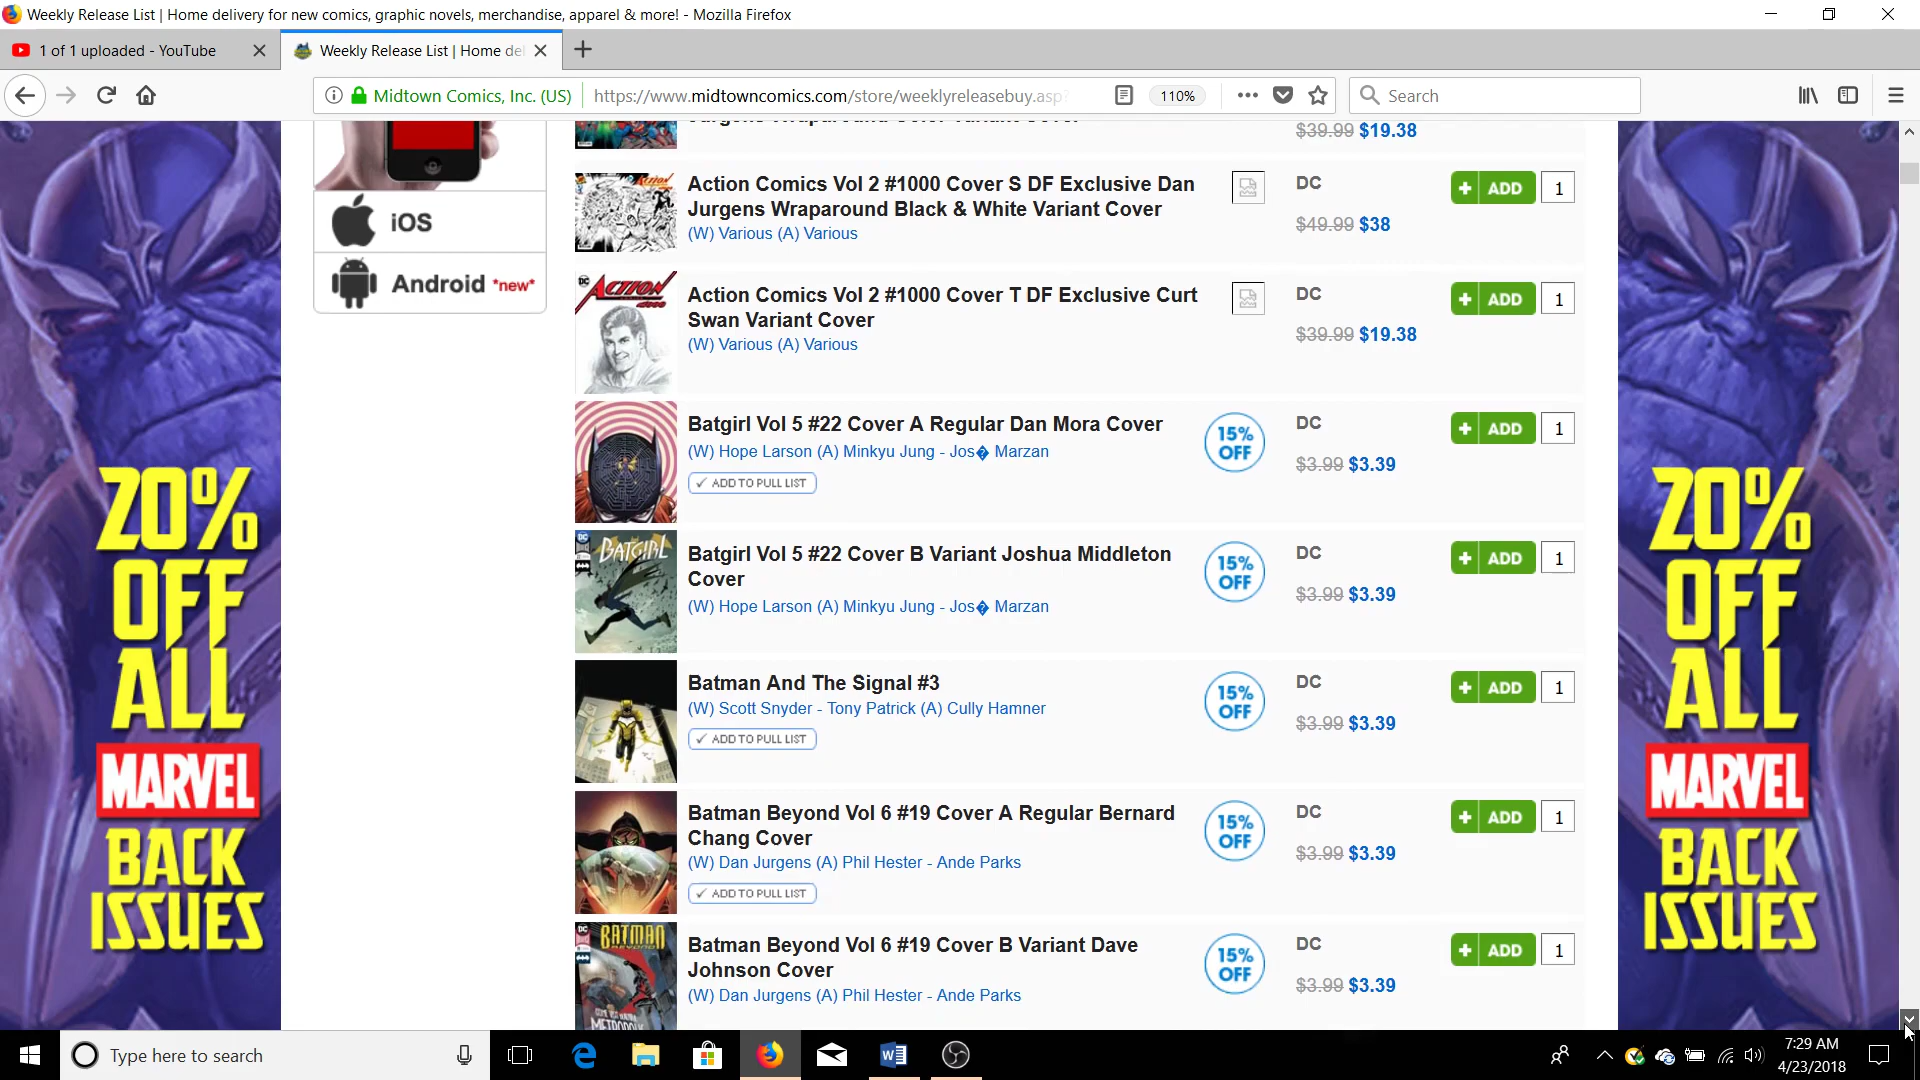 Weekly Release List | Home delivery for new comics, graphic novels, merchandise, apparel & more! - Mozilla Firefox
1 of 1 uploaded - YouTube
Weekly Release List | Home del
Midtown Comics, Inc. (US)
https://www.midtowncomics.com/store/weeklyreleasebuy.asp?
110%
Search
$39.99 $19.38
Action Comics Vol 2 #1000 Cover S DF Exclusive Dan
Jurgens Wraparound Black & White Variant Cover
(W) Various (A) Various
DC
$49.99 $38
ADD
1
iOS
Android *new*
ACTION
Action Comics Vol 2 #1000 Cover T DF Exclusive Curt
Swan Variant Cover
(W) Various (A) Various
DC
$39.99 $19.38
ADD
1
Batgirl Vol 5 #22 Cover A Regular Dan Mora Cover
(W) Hope Larson (A) Minkyu Jung - Jos� Marzan
ADD TO PULL LIST
15%
OFF
DC
$3.99 $3.39
ADD
1
BATGIRL
Batgirl Vol 5 #22 Cover B Variant Joshua Middleton
Cover
(W) Hope Larson (A) Minkyu Jung - Jos� Marzan
15%
OFF
DC
$3.99 $3.39
ADD
1
Batman And The Signal #3
(W) Scott Snyder - Tony Patrick (A) Cully Hamner
ADD TO PULL LIST
15%
OFF
DC
$3.99 $3.39
ADD
1
Batman Beyond Vol 6 #19 Cover A Regular Bernard
Chang Cover
(W) Dan Jurgens (A) Phil Hester - Ande Parks
ADD TO PULL LIST
15%
OFF
DC
$3.99 $3.39
ADD
1
BATMAN
Batman Beyond Vol 6 #19 Cover B Variant Dave
Johnson Cover
(W) Dan Jurgens (A) Phil Hester - Ande Parks
15%
OFF
DC
$3.99 $3.39
ADD
1
20%
OFF
ALL
MARVEL
BACK
ISSUES
20%
OFF
ALL
MARVEL
BACK
ISSUES
Type here to search
7:29 AM
4/23/2018